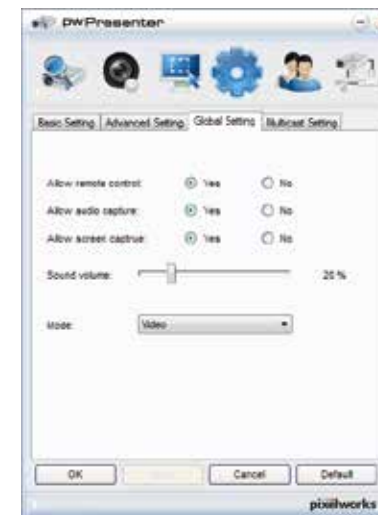 pwPresenter
Basic Setting Advanced Setting Global Setting Multicast Setting
Allow remote control: Yes No
Allow audio capture: Yes No
Allow screen captrue: Yes No
Sound volume: 20 %
Mode: Video
OK Cancel Default
pixelworks